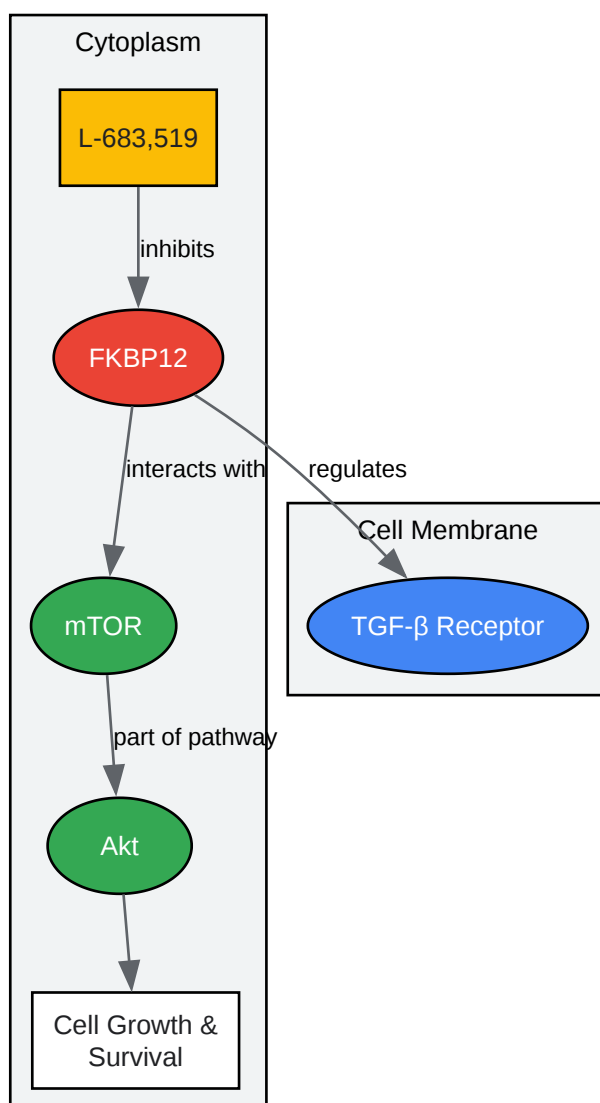 Cytoplasm
L-683,519
inhibits
FKBP12
interacts with
regulates
Cell Membrane
mTOR
TGF-β Receptor
part of pathway
Akt
Cell Growth &
Survival